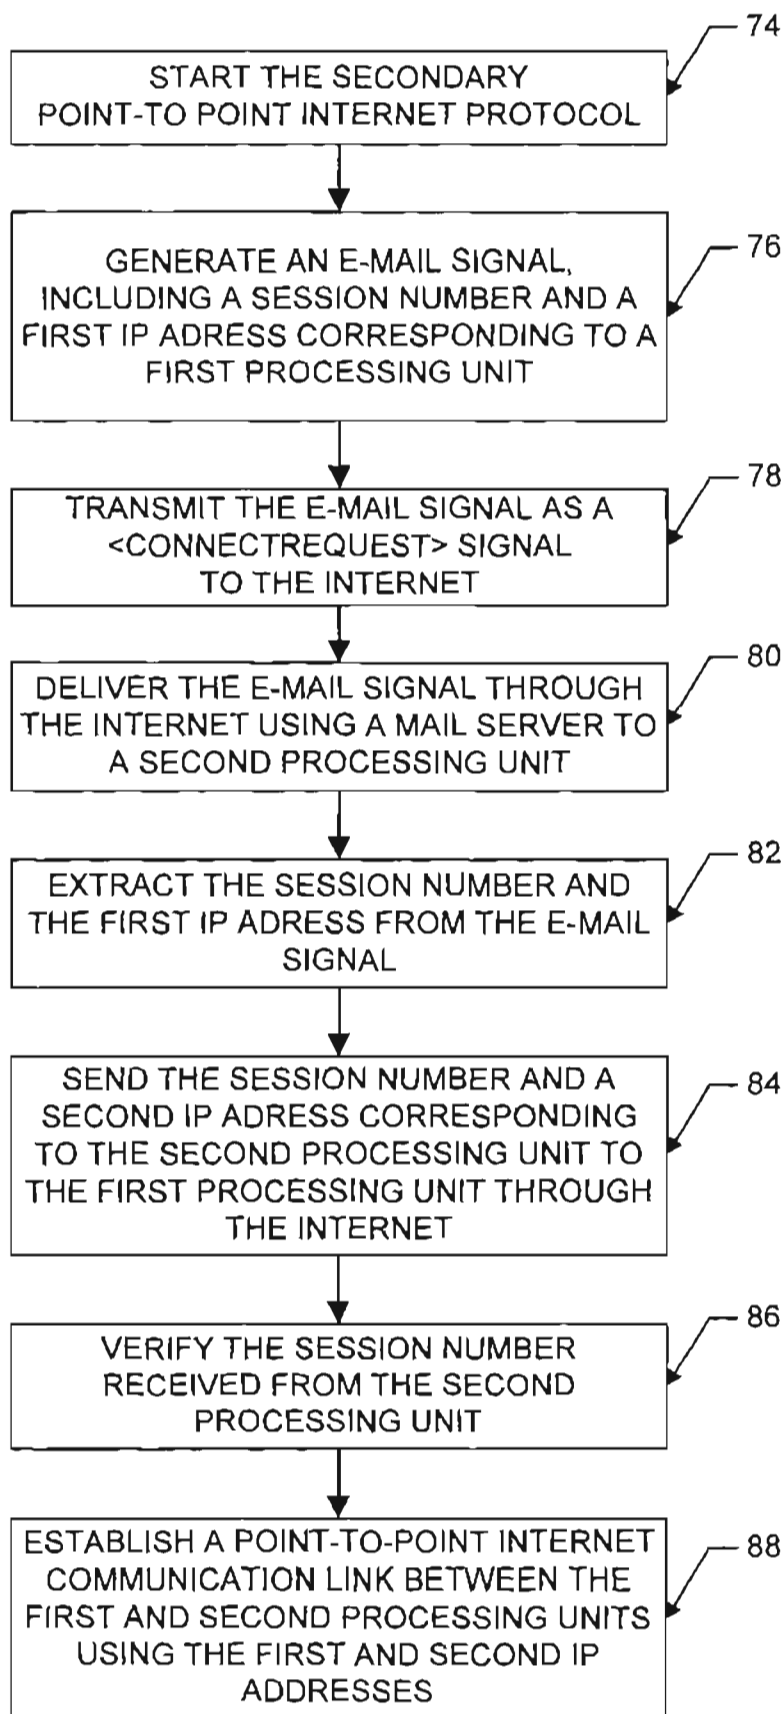 74
START THE SECONDARY
POINT-TO POINT INTERNET PROTOCOL
76
GENERATE AN E-MAIL SIGNAL,
INCLUDING A SESSION NUMBER AND A
FIRST IP ADRESS CORRESPONDING TO A
FIRST PROCESSING UNIT
78
TRANSMIT THE E-MAIL SIGNAL AS A
<CONNECTREQUEST> SIGNAL
TO THE INTERNET
80
DELIVER THE E-MAIL SIGNAL THROUGH
THE INTERNET USING A MAIL SERVER TO
A SECOND PROCESSING UNIT
82
EXTRACT THE SESSION NUMBER AND
THE FIRST IP ADRESS FROM THE E-MAIL
SIGNAL
84
SEND THE SESSION NUMBER AND A
SECOND IP ADRESS CORRESPONDING
TO THE SECOND PROCESSING UNIT TO
THE FIRST PROCESSING UNIT THROUGH
THE INTERNET
86
VERIFY THE SESSION NUMBER
RECEIVED FROM THE SECOND
PROCESSING UNIT
88
ESTABLISH A POINT-TO-POINT INTERNET
COMMUNICATION LINK BETWEEN THE
FIRST AND SECOND PROCESSING UNITS
USING THE FIRST AND SECOND IP
ADDRESSES